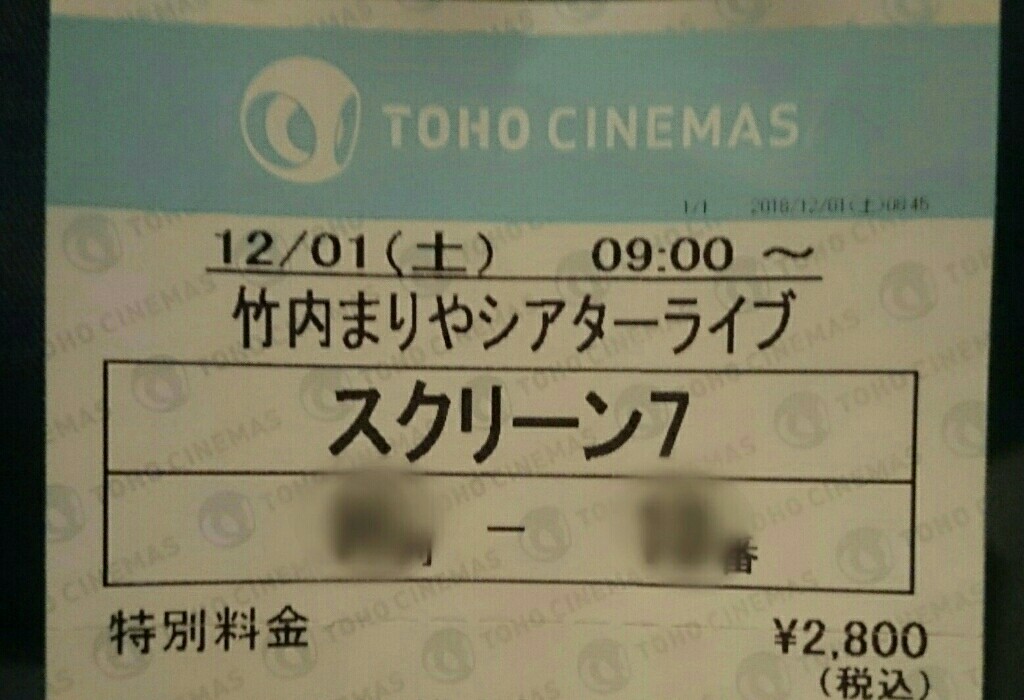 TOHO CINEMAS
1/1 2018/12/01(土)08:45
12/01(土) 09:00 ～
竹内まりやシアターライブ
スクリーン7
－ 番
特別料金 ¥2,800
(税込)